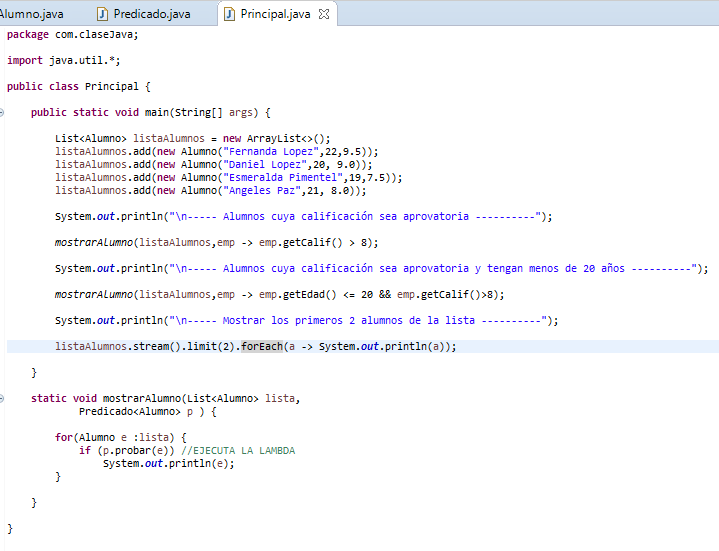 Alumno.java Predicado.java Principal.java
package com.claseJava;
import java.util.*;
public class Principal {
public static void main(String[] args) {
List<Alumno> listaAlumnos = new ArrayList<>();
listaAlumnos.add(new Alumno("Fernanda Lopez",22,9.5));
listaAlumnos.add(new Alumno("Daniel Lopez",20, 9.0));
listaAlumnos.add(new Alumno("Esmeralda Pimentel",19,7.5));
listaAlumnos.add(new Alumno("Angeles Paz",21, 8.0));
System.out.println("\n----- Alumnos cuya calificación sea aprovatoria ----------");
mostrarALumno(listaAlumnos,emp -> emp.getCalif() > 8);
System.out.println("\n----- Alumnos cuya calificación sea aprovatoria y tengan menos de 20 años ----------");
mostrarALumno(listaAlumnos,emp -> emp.getEdad() <= 20 && emp.getCalif()>8);
System.out.println("\n----- Mostrar los primeros 2 alumnos de la lista ----------");
listaAlumnos.stream().limit(2).forEach(a -> System.out.println(a));
}
static void mostrarALumno(List<Alumno> lista,
Predicado<Alumno> p ) {
for(Alumno e :lista) {
if (p.probar(e)) //EJECUTA LA LAMBDA
System.out.println(e);
}
}
}